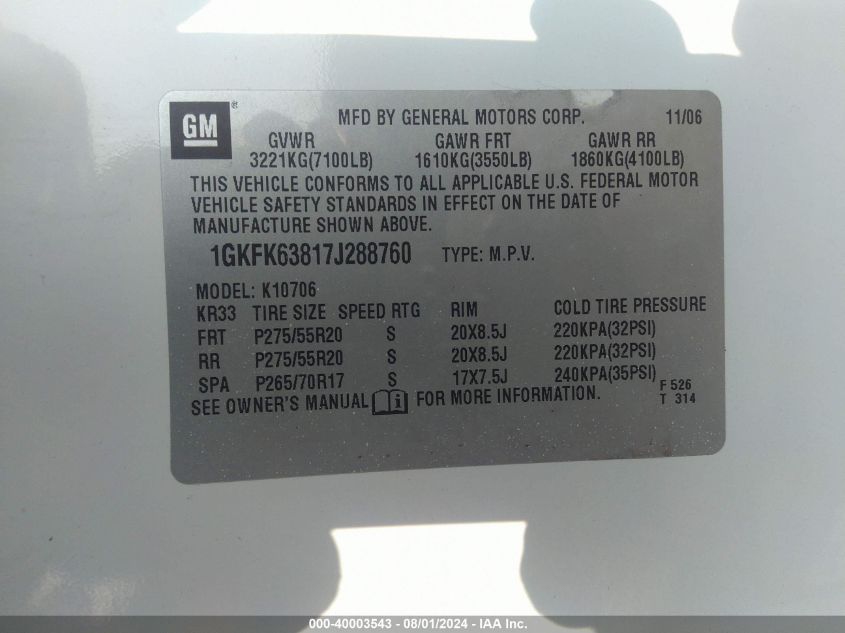 GM ® MFD BY GENERAL MOTORS CORP. 11/06
GVWR GAWR FRT GAWR RR
3221KG(7100LB) 1610KG(3550LB) 1860KG(4100LB)
THIS VEHICLE CONFORMS TO ALL APPLICABLE U.S. FEDERAL MOTOR
VEHICLE SAFETY STANDARDS IN EFFECT ON THE DATE OF
MANUFACTURE SHOWN ABOVE.
1GKFK63817J288760 TYPE: M.P.V.
MODEL: K10706
KR33 TIRE SIZE SPEED RTG RIM COLD TIRE PRESSURE
FRT P275/55R20 S 20X8.5J 220KPA(32PSI)
RR P275/55R20 S 20X8.5J 220KPA(32PSI)
SPA P265/70R17 S 17X7.5J 240KPA(35PSI)
SEE OWNER'S MANUAL i FOR MORE INFORMATION. F 526
T 314
000-40003543 - 08/01/2024 - IAA Inc.